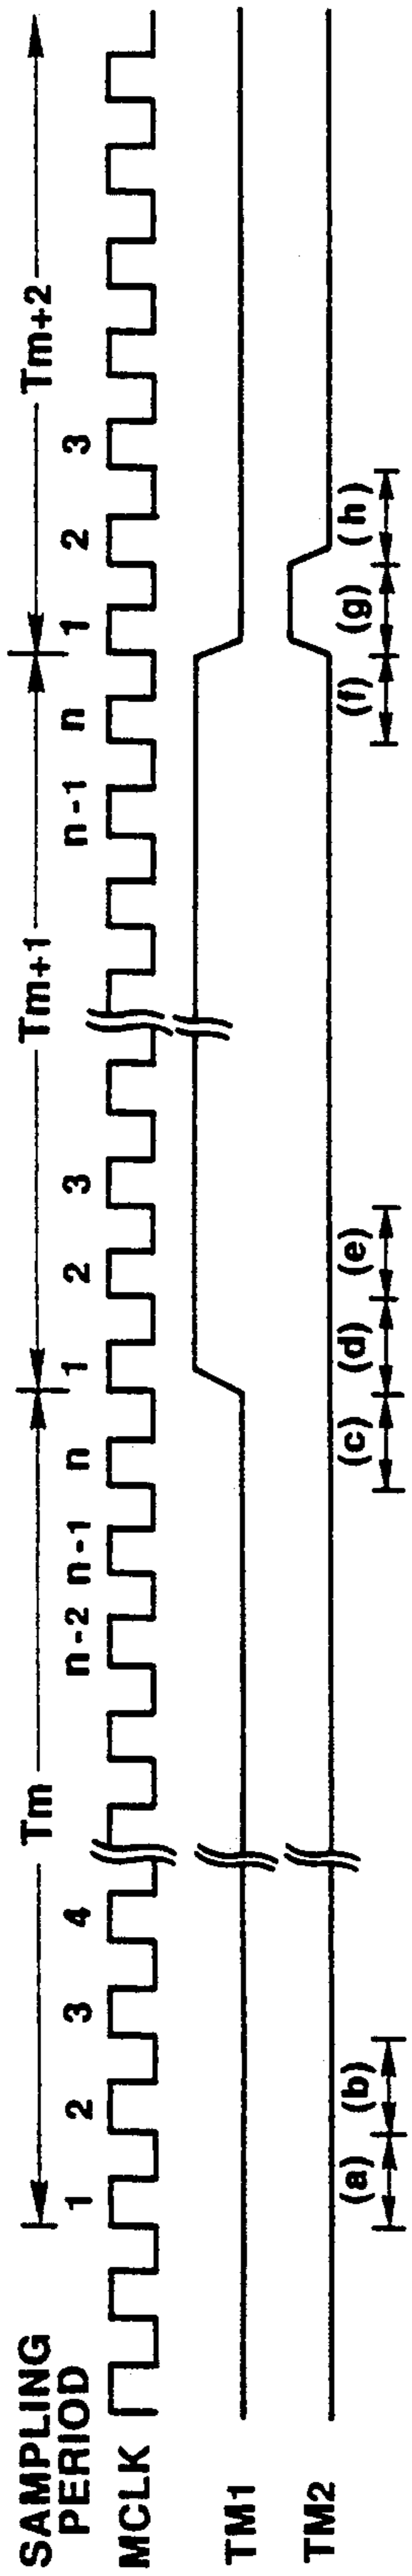 SAMPLING PERIOD Tm Tm+1 Tm+2
1 2 3 4 n-2 n-1 n 1 2 3 n-1 n 1 2 3
MCLK
TM1
TM2
(a) (b) (c) (d) (e) (f) (g) (h)